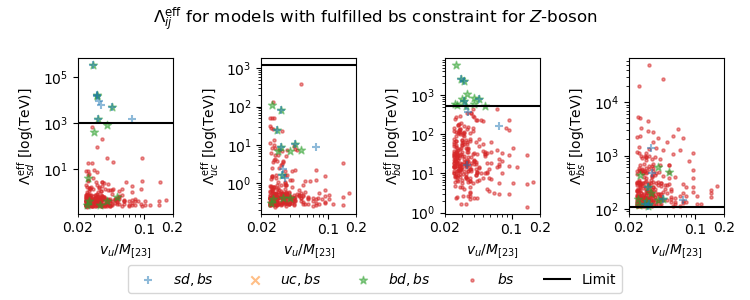 Λ_{ij}^{eff} for models with fulfilled bs constraint for Z-boson
Λ_{sd}^{eff} [log(TeV)]
10^5
10^3
10^1
0.02
0.1
0.2
v_u/M_{[23]}
Λ_{uc}^{eff} [log(TeV)]
10^3
10^2
10^1
10^0
0.02
0.1
0.2
v_u/M_{[23]}
Λ_{bd}^{eff} [log(TeV)]
10^3
10^2
10^1
10^0
0.02
0.1
0.2
v_u/M_{[23]}
Λ_{bs}^{eff} [log(TeV)]
10^4
10^3
10^2
0.02
0.1
0.2
v_u/M_{[23]}
sd, bs
uc, bs
bd, bs
bs
Limit